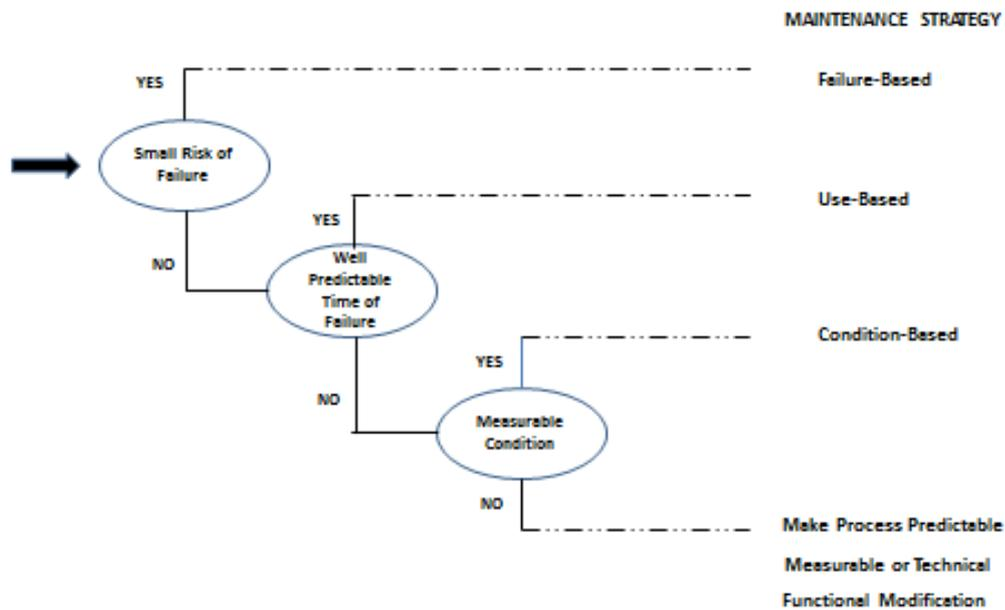 MAINTENANCE STRATEGY
YES
Failure-Based
Small Risk of
Failure
YES
Use-Based
NO
Well
Predictable
Time of
Failure
YES
Condition-Based
NO
Measurable
Condition
NO
Make Process Predictable
Measurable or Technical
Functional Modification